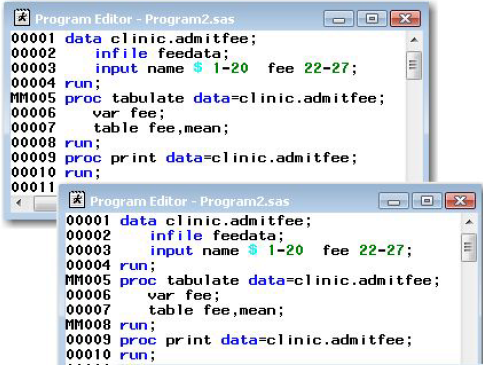 Program Editor - Program2.sas
00001 data clinic.admitfee;
00002 infile feedata;
00003 input name $ 1-20 fee 22-27;
00004 run;
MM005 proc tabulate data=clinic.admitfee;
00006 var fee;
00007 table fee,mean;
00008 run;
00009 proc print data=clinic.admitfee;
00010 run;
00011
Program Editor - Program2.sas
00001 data clinic.admitfee;
00002 infile feedata;
00003 input name $ 1-20 fee 22-27;
00004 run;
MM005 proc tabulate data=clinic.admitfee;
00006 var fee;
00007 table fee,mean;
MM008 run;
00009 proc print data=clinic.admitfee;
00010 run;